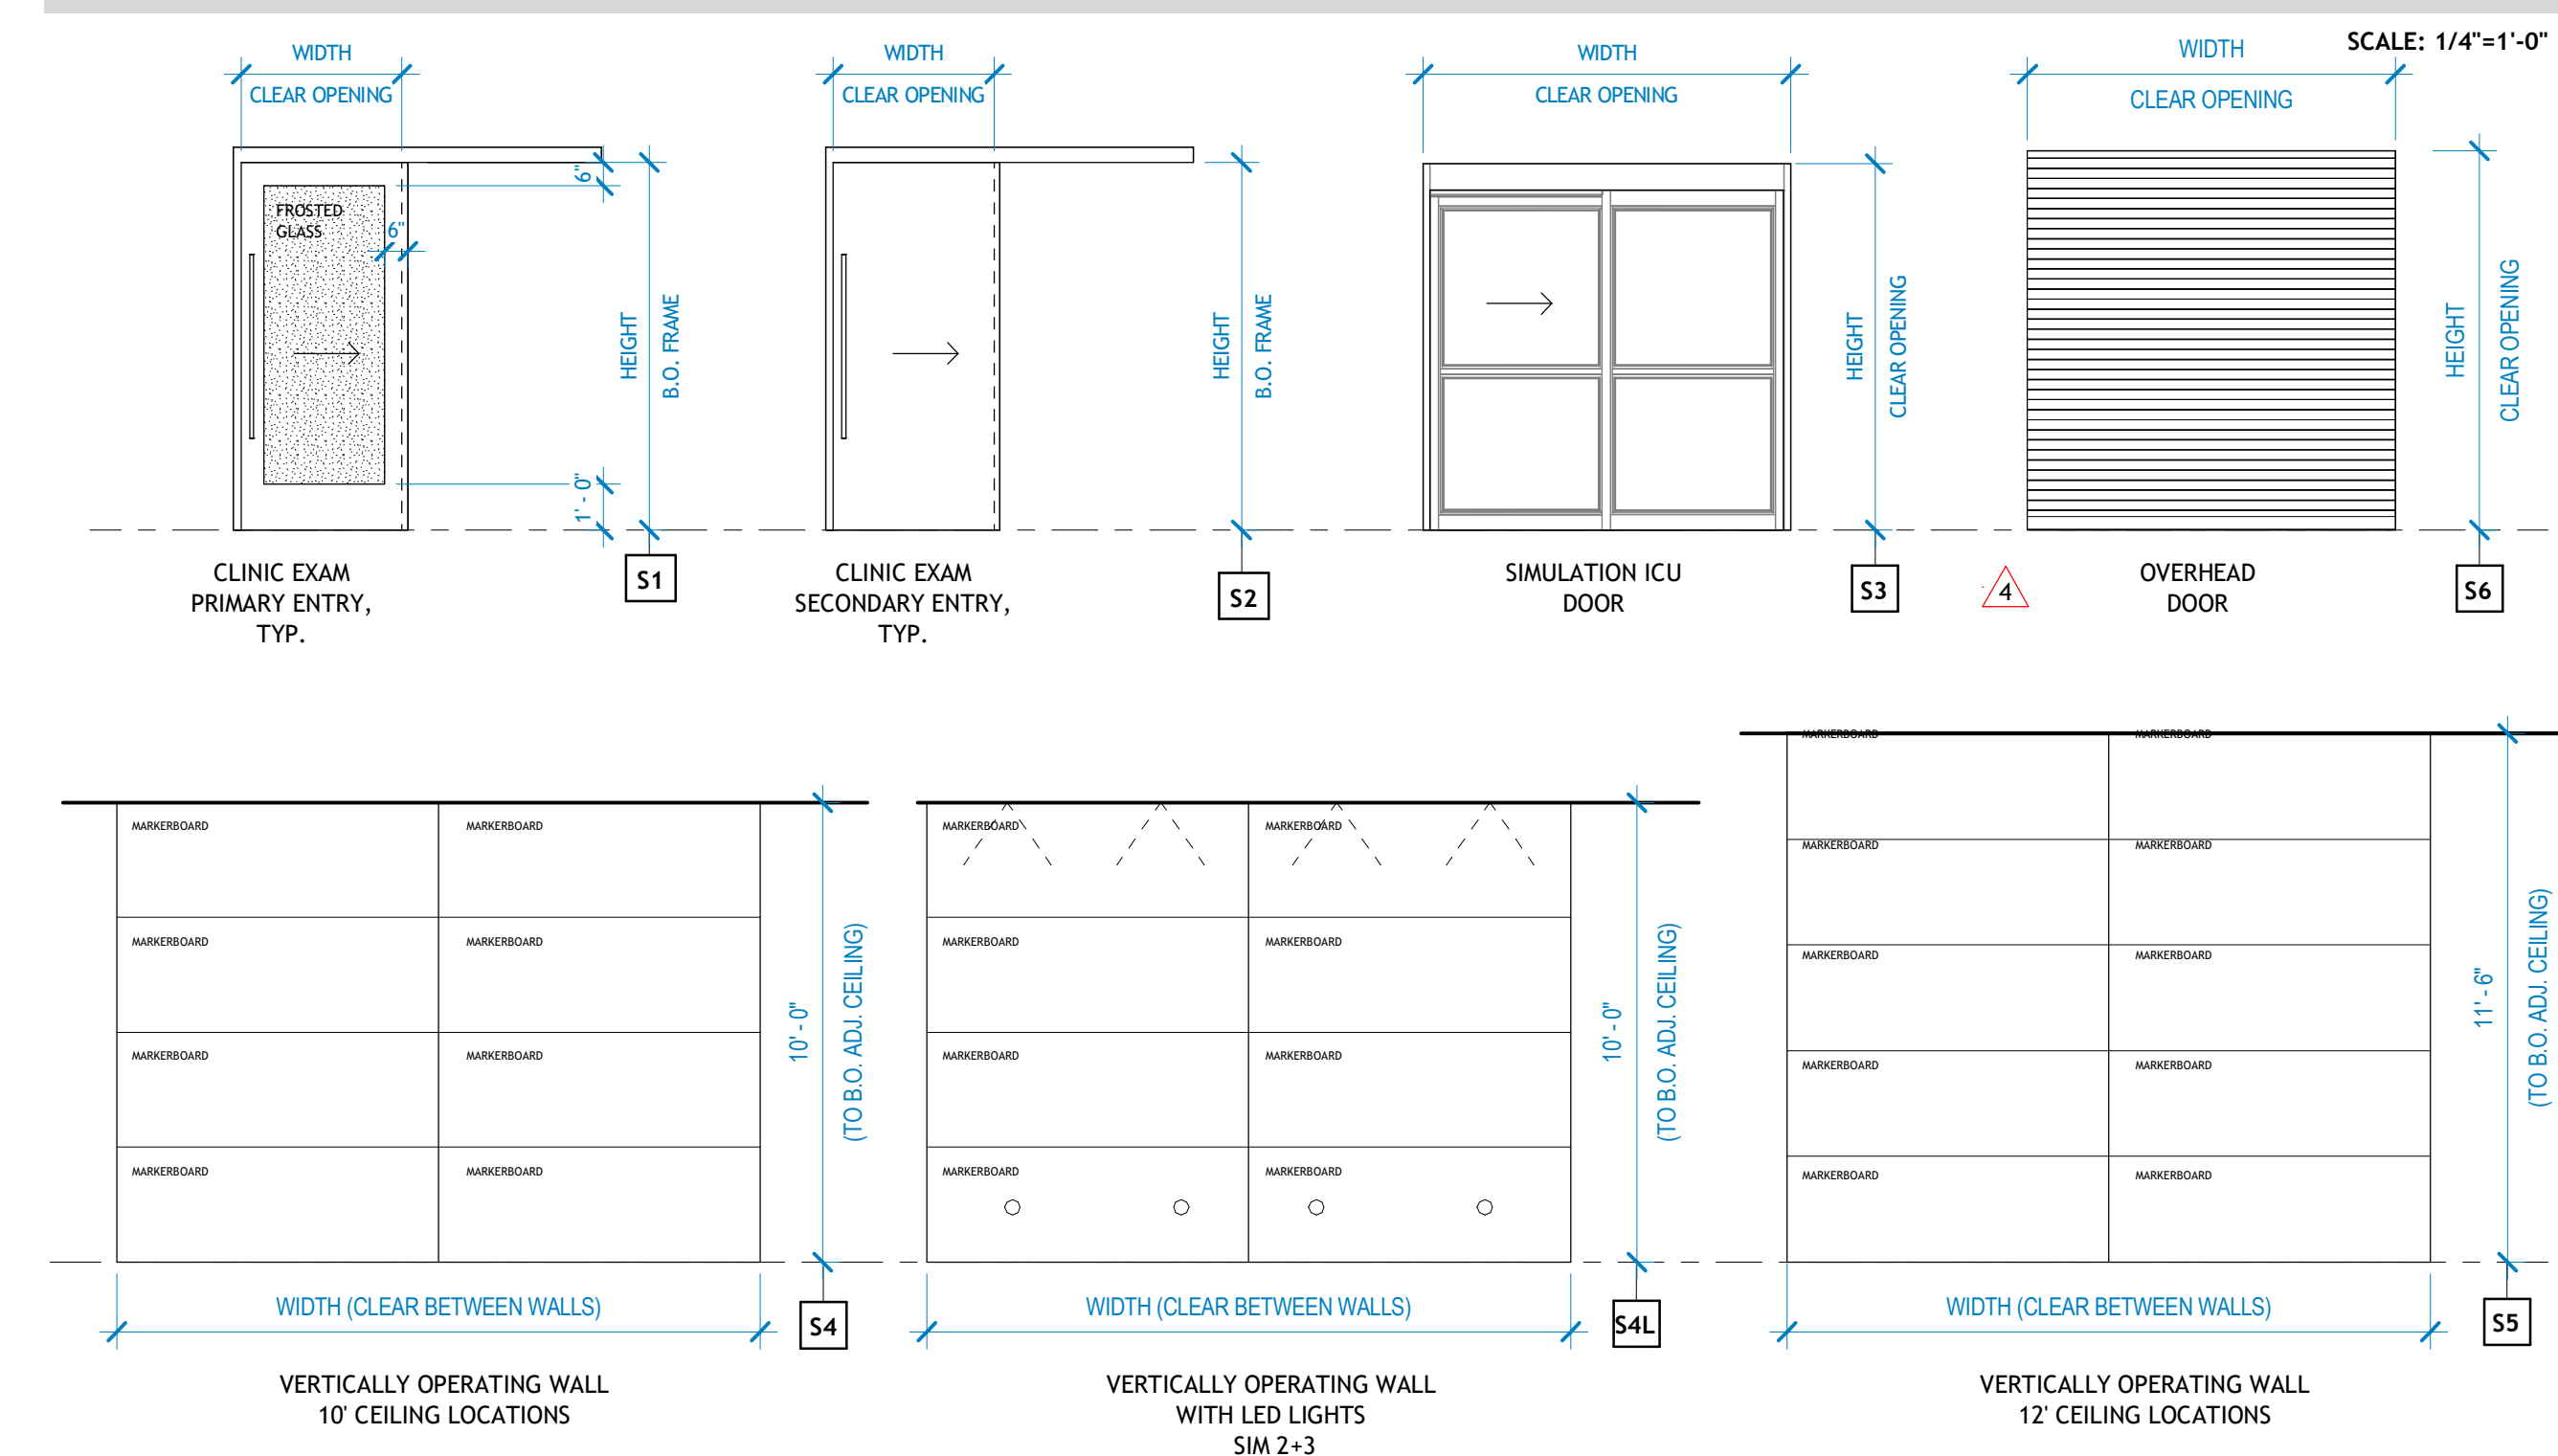 SCALE: 1/4"=1'-0"
WIDTH
CLEAR OPENING
FROSTED
GLASS
6"
6"
1' - 0"
HEIGHT
B.O. FRAME
CLINIC EXAM
PRIMARY ENTRY,
TYP.
S1
WIDTH
CLEAR OPENING
HEIGHT
B.O. FRAME
CLINIC EXAM
SECONDARY ENTRY,
TYP.
S2
WIDTH
CLEAR OPENING
HEIGHT
CLEAR OPENING
SIMULATION ICU
DOOR
S3
WIDTH
CLEAR OPENING
HEIGHT
CLEAR OPENING
4
OVERHEAD
DOOR
S6
MARKERBOARD
MARKERBOARD
MARKERBOARD
MARKERBOARD
MARKERBOARD
MARKERBOARD
MARKERBOARD
MARKERBOARD
10' - 0"
(TO B.O. ADJ. CEILING)
WIDTH (CLEAR BETWEEN WALLS)
S4
VERTICALLY OPERATING WALL
10' CEILING LOCATIONS
MARKERBOARD
MARKERBOARD
MARKERBOARD
MARKERBOARD
MARKERBOARD
MARKERBOARD
MARKERBOARD
MARKERBOARD
10' - 0"
(TO B.O. ADJ. CEILING)
WIDTH (CLEAR BETWEEN WALLS)
S4L
VERTICALLY OPERATING WALL
WITH LED LIGHTS
SIM 2+3
MARKERBOARD
MARKERBOARD
MARKERBOARD
MARKERBOARD
MARKERBOARD
MARKERBOARD
MARKERBOARD
MARKERBOARD
MARKERBOARD
MARKERBOARD
11' - 6"
(TO B.O. ADJ. CEILING)
WIDTH (CLEAR BETWEEN WALLS)
S5
VERTICALLY OPERATING WALL
12' CEILING LOCATIONS